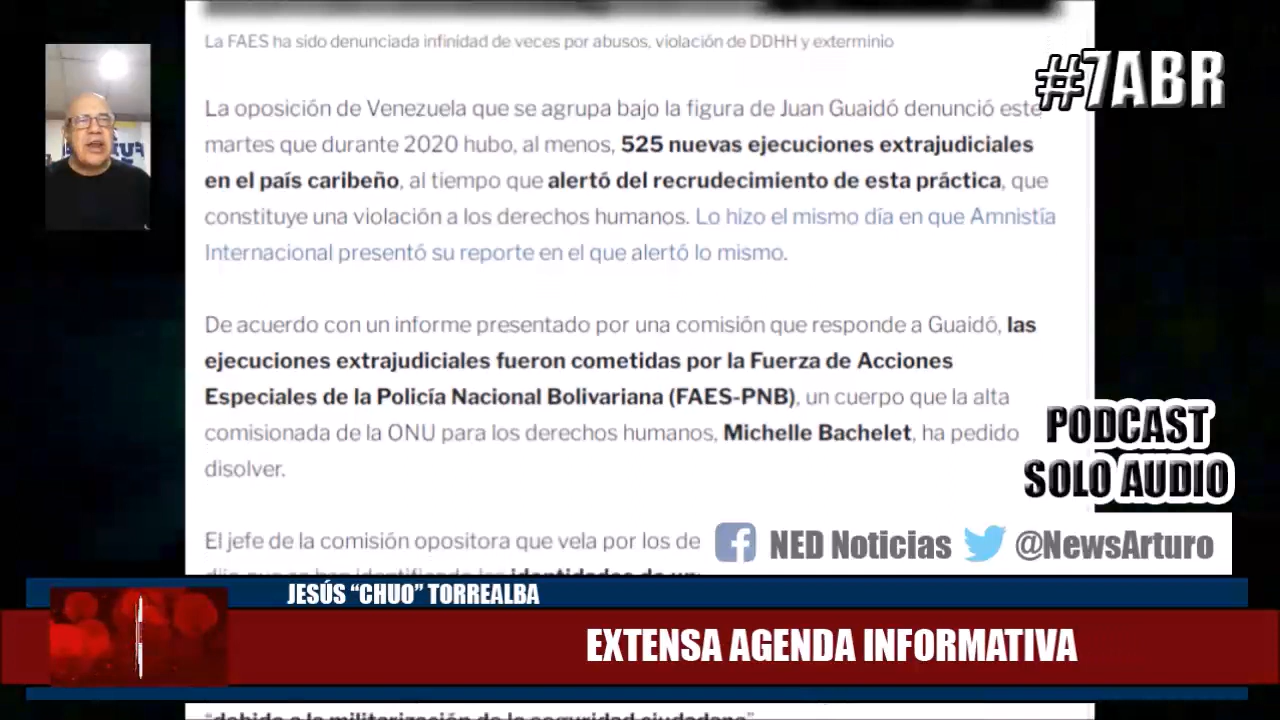 La FAES ha sido denunciada infinidad de veces por abusos, violación de DDHH y exterminio
#7ABR
La oposición de Venezuela que se agrupa bajo la figura de Juan Guaidó denunció este
martes que durante 2020 hubo, al menos, 525 nuevas ejecuciones extrajudiciales
en el país caribeño, al tiempo que alertó del recrudecimiento de esta práctica, que
constituye una violación a los derechos humanos. Lo hizo el mismo día en que Amnistía
Internacional presentó su reporte en el que alertó lo mismo.
De acuerdo con un informe presentado por una comisión que responde a Guaidó, las
ejecuciones extrajudiciales fueron cometidas por la Fuerza de Acciones
Especiales de la Policía Nacional Bolivariana (FAES-PNB), un cuerpo que la alta
comisionada de la ONU para los derechos humanos, Michelle Bachelet, ha pedido
disolver.
PODCAST
SOLO AUDIO
El jefe de la comisión opositora que vela por los de
NED Noticias @NewsArturo
JESÚS “CHUO” TORREALBA
EXTENSA AGENDA INFORMATIVA
“debido a la militarización de la seguridad ciudadana”